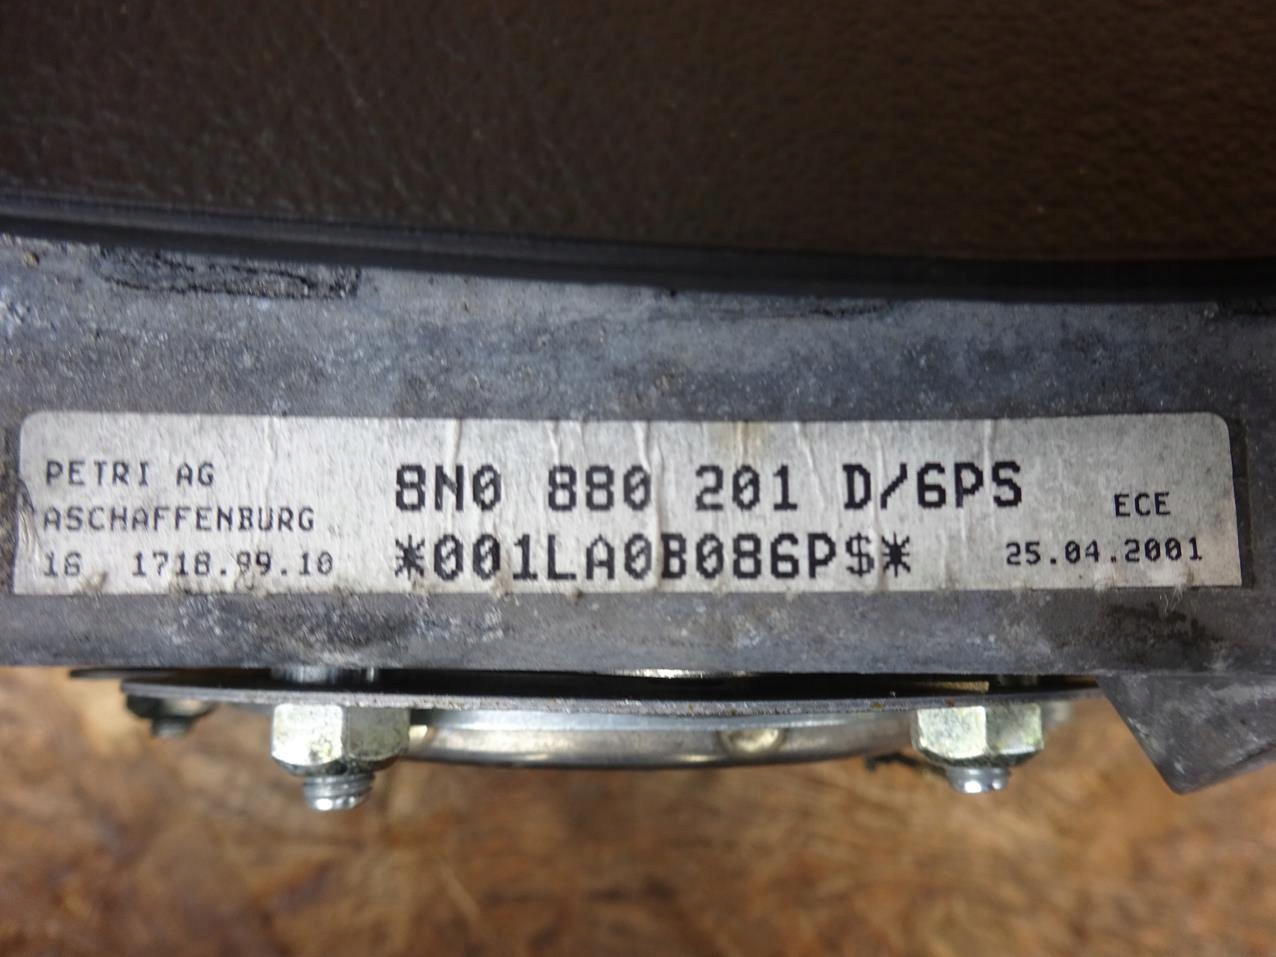 PETRI AG
ASCHAFFENBURG
16 1718.99.10
8N0 880 201 D/6PS
*001LA0B086P$*
ECE
25.04.2001